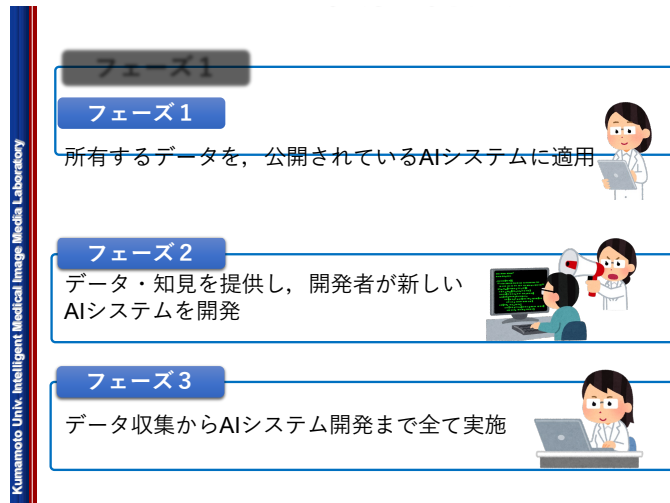 Kumamoto Univ. Intelligent Medical Image Media Laboratory
フェーズ1
フェーズ1
所有するデータを，公開されているAIシステムに適用
フェーズ2
データ・知見を提供し，開発者が新しい
AIシステムを開発
フェーズ3
データ収集からAIシステム開発まで全て実施